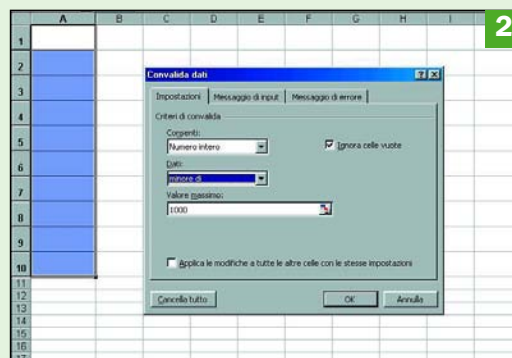 A B C D E F G H I
2
1
2
3
4
5
6
7
8
9
10
11
12
13
14
15
16
17
Convalida dati
Impostazioni Messaggio di input Messaggio di errore
Criteri di convalida
Consenti:
Numero intero
Ignora celle vuote
Dati:
minore di
Valore massimo:
1000
Applica le modifiche a tutte le altre celle con le stesse impostazioni
Cancella tutto OK Annulla